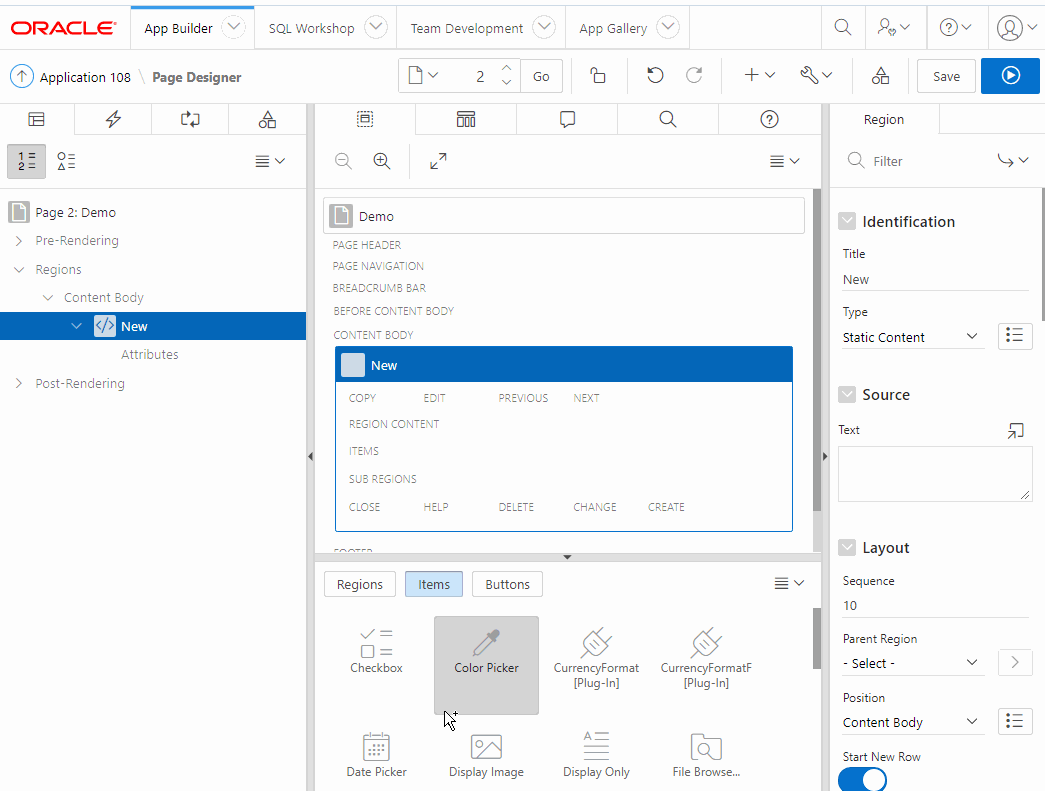 ORACLE
App Builder
SQL Workshop
Team Development
App Gallery
Application 108 \ Page Designer
2
Go
Save
Page 2: Demo
Pre-Rendering
Regions
Content Body
New
Attributes
Post-Rendering
Demo
PAGE HEADER
PAGE NAVIGATION
BREADCRUMB BAR
BEFORE CONTENT BODY
CONTENT BODY
New
COPY EDIT PREVIOUS NEXT
REGION CONTENT
ITEMS
SUB REGIONS
CLOSE HELP DELETE CHANGE CREATE
FOOTER
Regions
Items
Buttons
Checkbox
Color Picker
CurrencyFormat
[Plug-In]
CurrencyFormatF
[Plug-In]
Date Picker
Display Image
Display Only
File Browse...
Region
Filter
Identification
Title
New
Type
Static Content
Source
Text
Layout
Sequence
10
Parent Region
- Select -
Position
Content Body
Start New Row